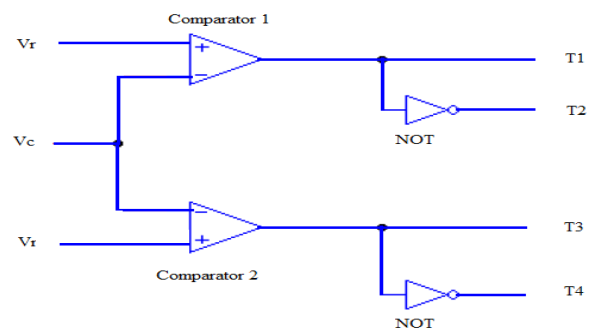 Comparator 1
Vr
+
−
T1
T2
NOT
Vc
−
+
Vr
Comparator 2
T3
T4
NOT